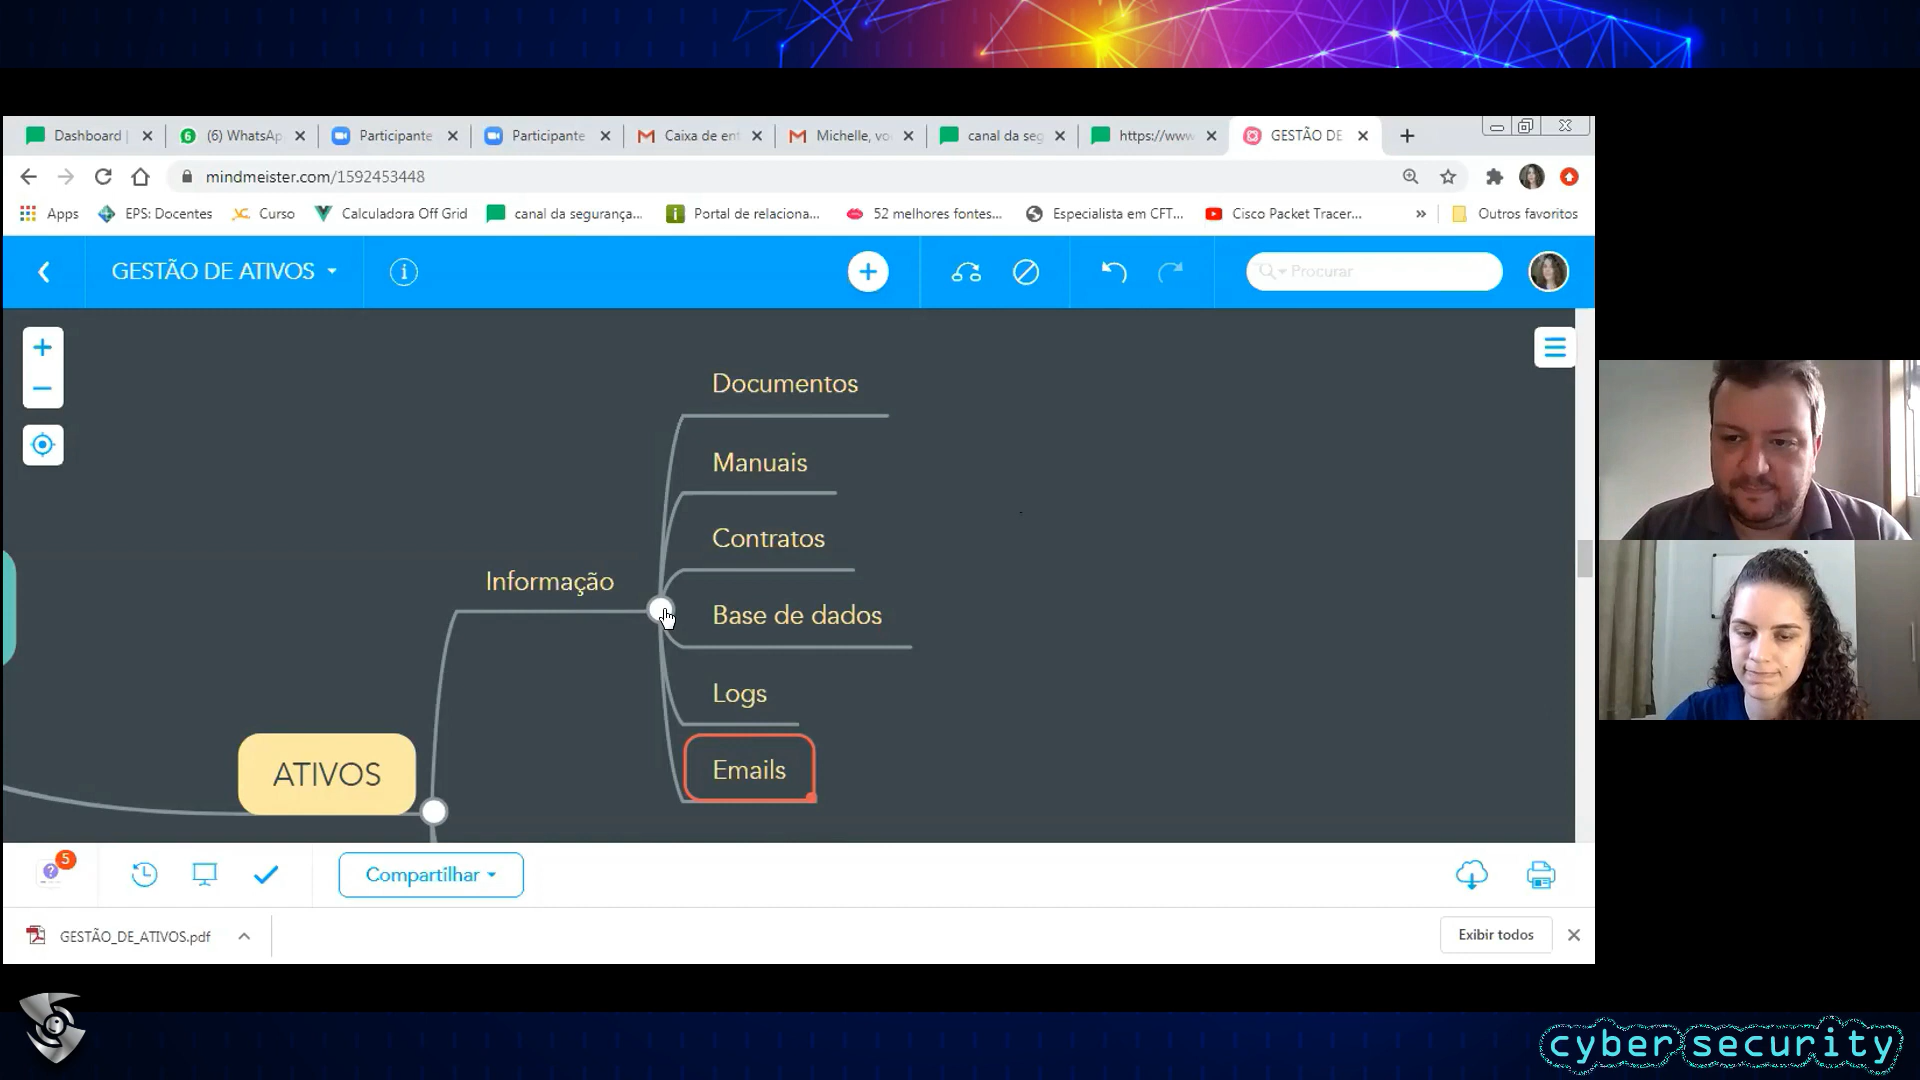 Dashboard |
6
(6) WhatsAp
Participante
Participante
Caixa de ent
Michelle, vo
canal da seg
https://www
GESTÃO DE
mindmeister.com/1592453448
Apps
EPS: Docentes
Curso
Calculadora Off Grid
canal da segurança...
Portal de relaciona...
52 melhores fontes...
Especialista em CFT...
Cisco Packet Tracer...
»
Outros favoritos
GESTÃO DE ATIVOS
Procurar
Documentos
Manuais
Contratos
Informação
Base de dados
Logs
ATIVOS
Emails
5
Compartilhar
GESTÃO_DE_ATIVOS.pdf
Exibir todos
cyber security